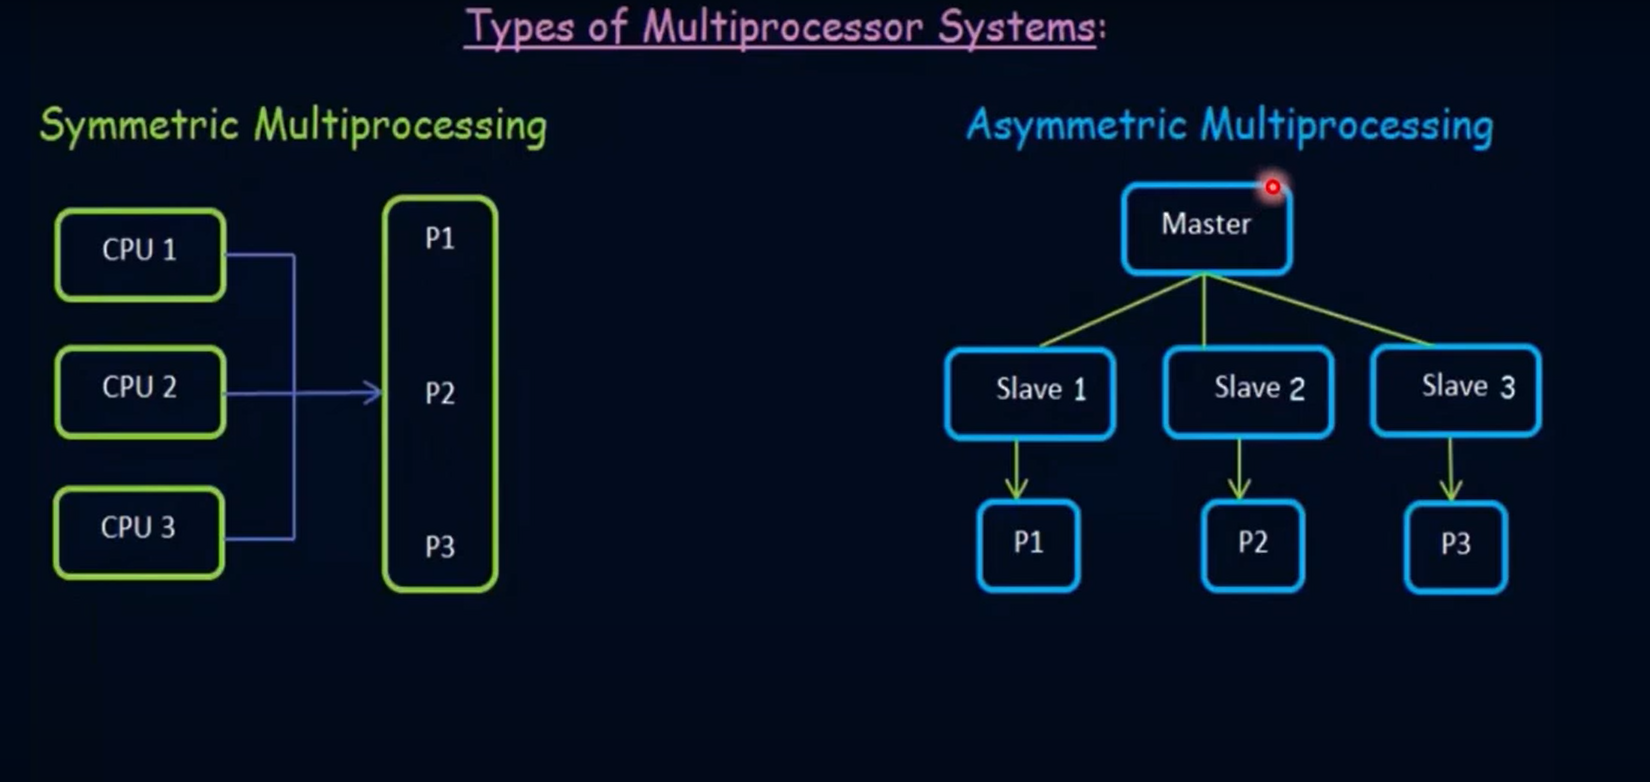 Types of Multiprocessor Systems:
Symmetric Multiprocessing
CPU 1
CPU 2
CPU 3
P1
P2
P3
Asymmetric Multiprocessing
Master
Slave 1
Slave 2
Slave 3
P1
P2
P3